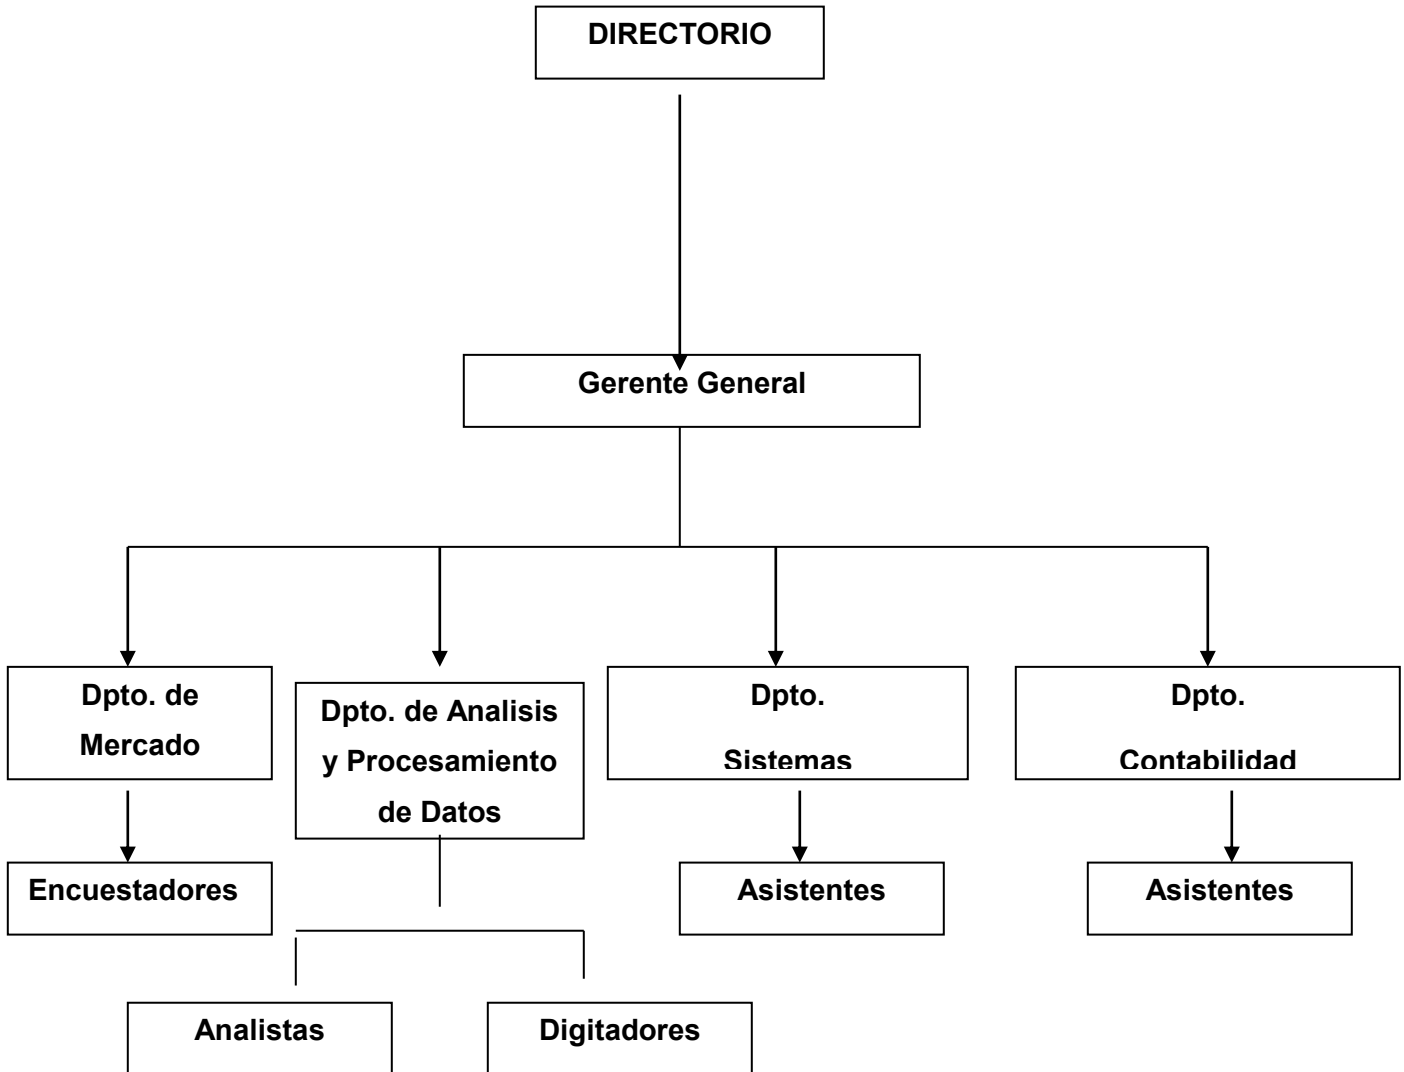 DIRECTORIO
Gerente General
Dpto. de
Mercado
Dpto. de Analisis
y Procesamiento
de Datos
Dpto.
Sistemas
Dpto.
Contabilidad
Encuestadores
Asistentes
Asistentes
Analistas
Digitadores